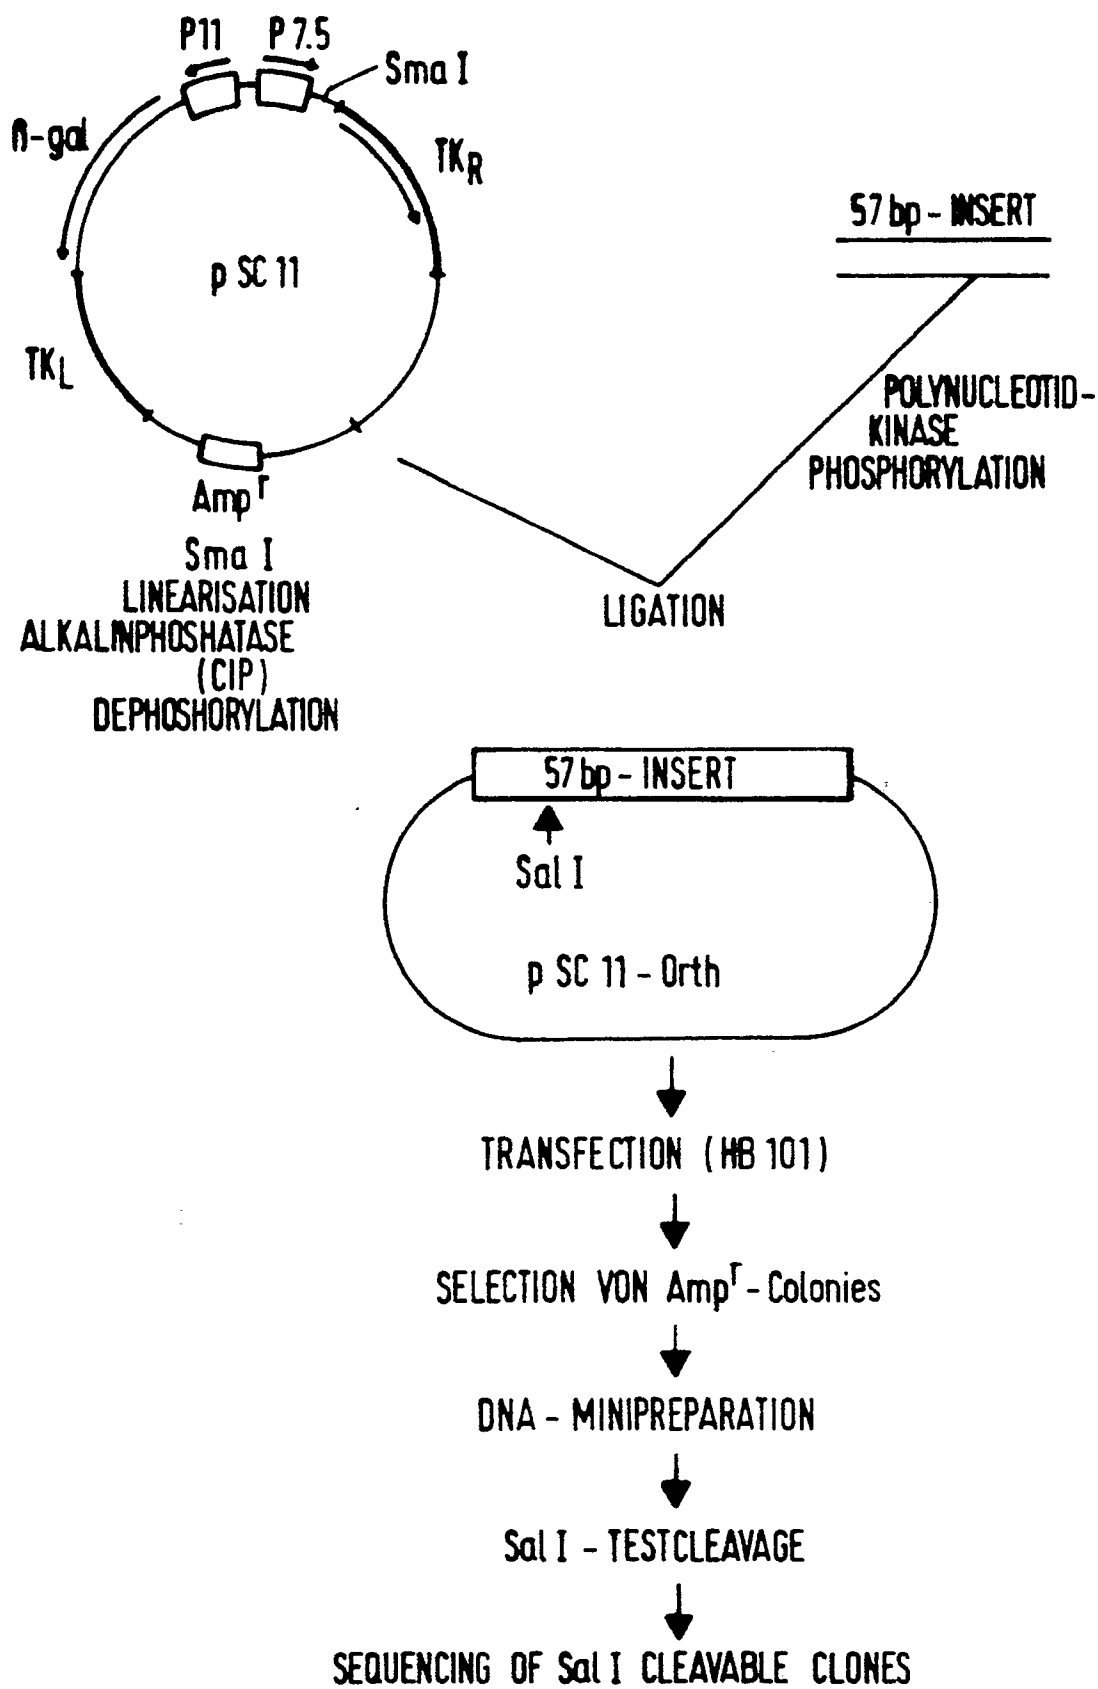 P11
P 7.5
Sma I
β-gal
TKR
p SC 11
TKL
Ampr
Sma I
LINEARISATION
ALKALINPHOSHATASE
(CIP)
DEPHOSHORYLATION
57 bp - INSERT
POLYNUCLEOTID-
KINASE
PHOSPHORYLATION
LIGATION
57 bp - INSERT
Sal I
p SC 11 - Orth
TRANSFECTION (HB 101)
SELECTION VON Ampr - Colonies
DNA - MINIPREPARATION
Sal I - TESTCLEAVAGE
SEQUENCING OF Sal I CLEAVABLE CLONES